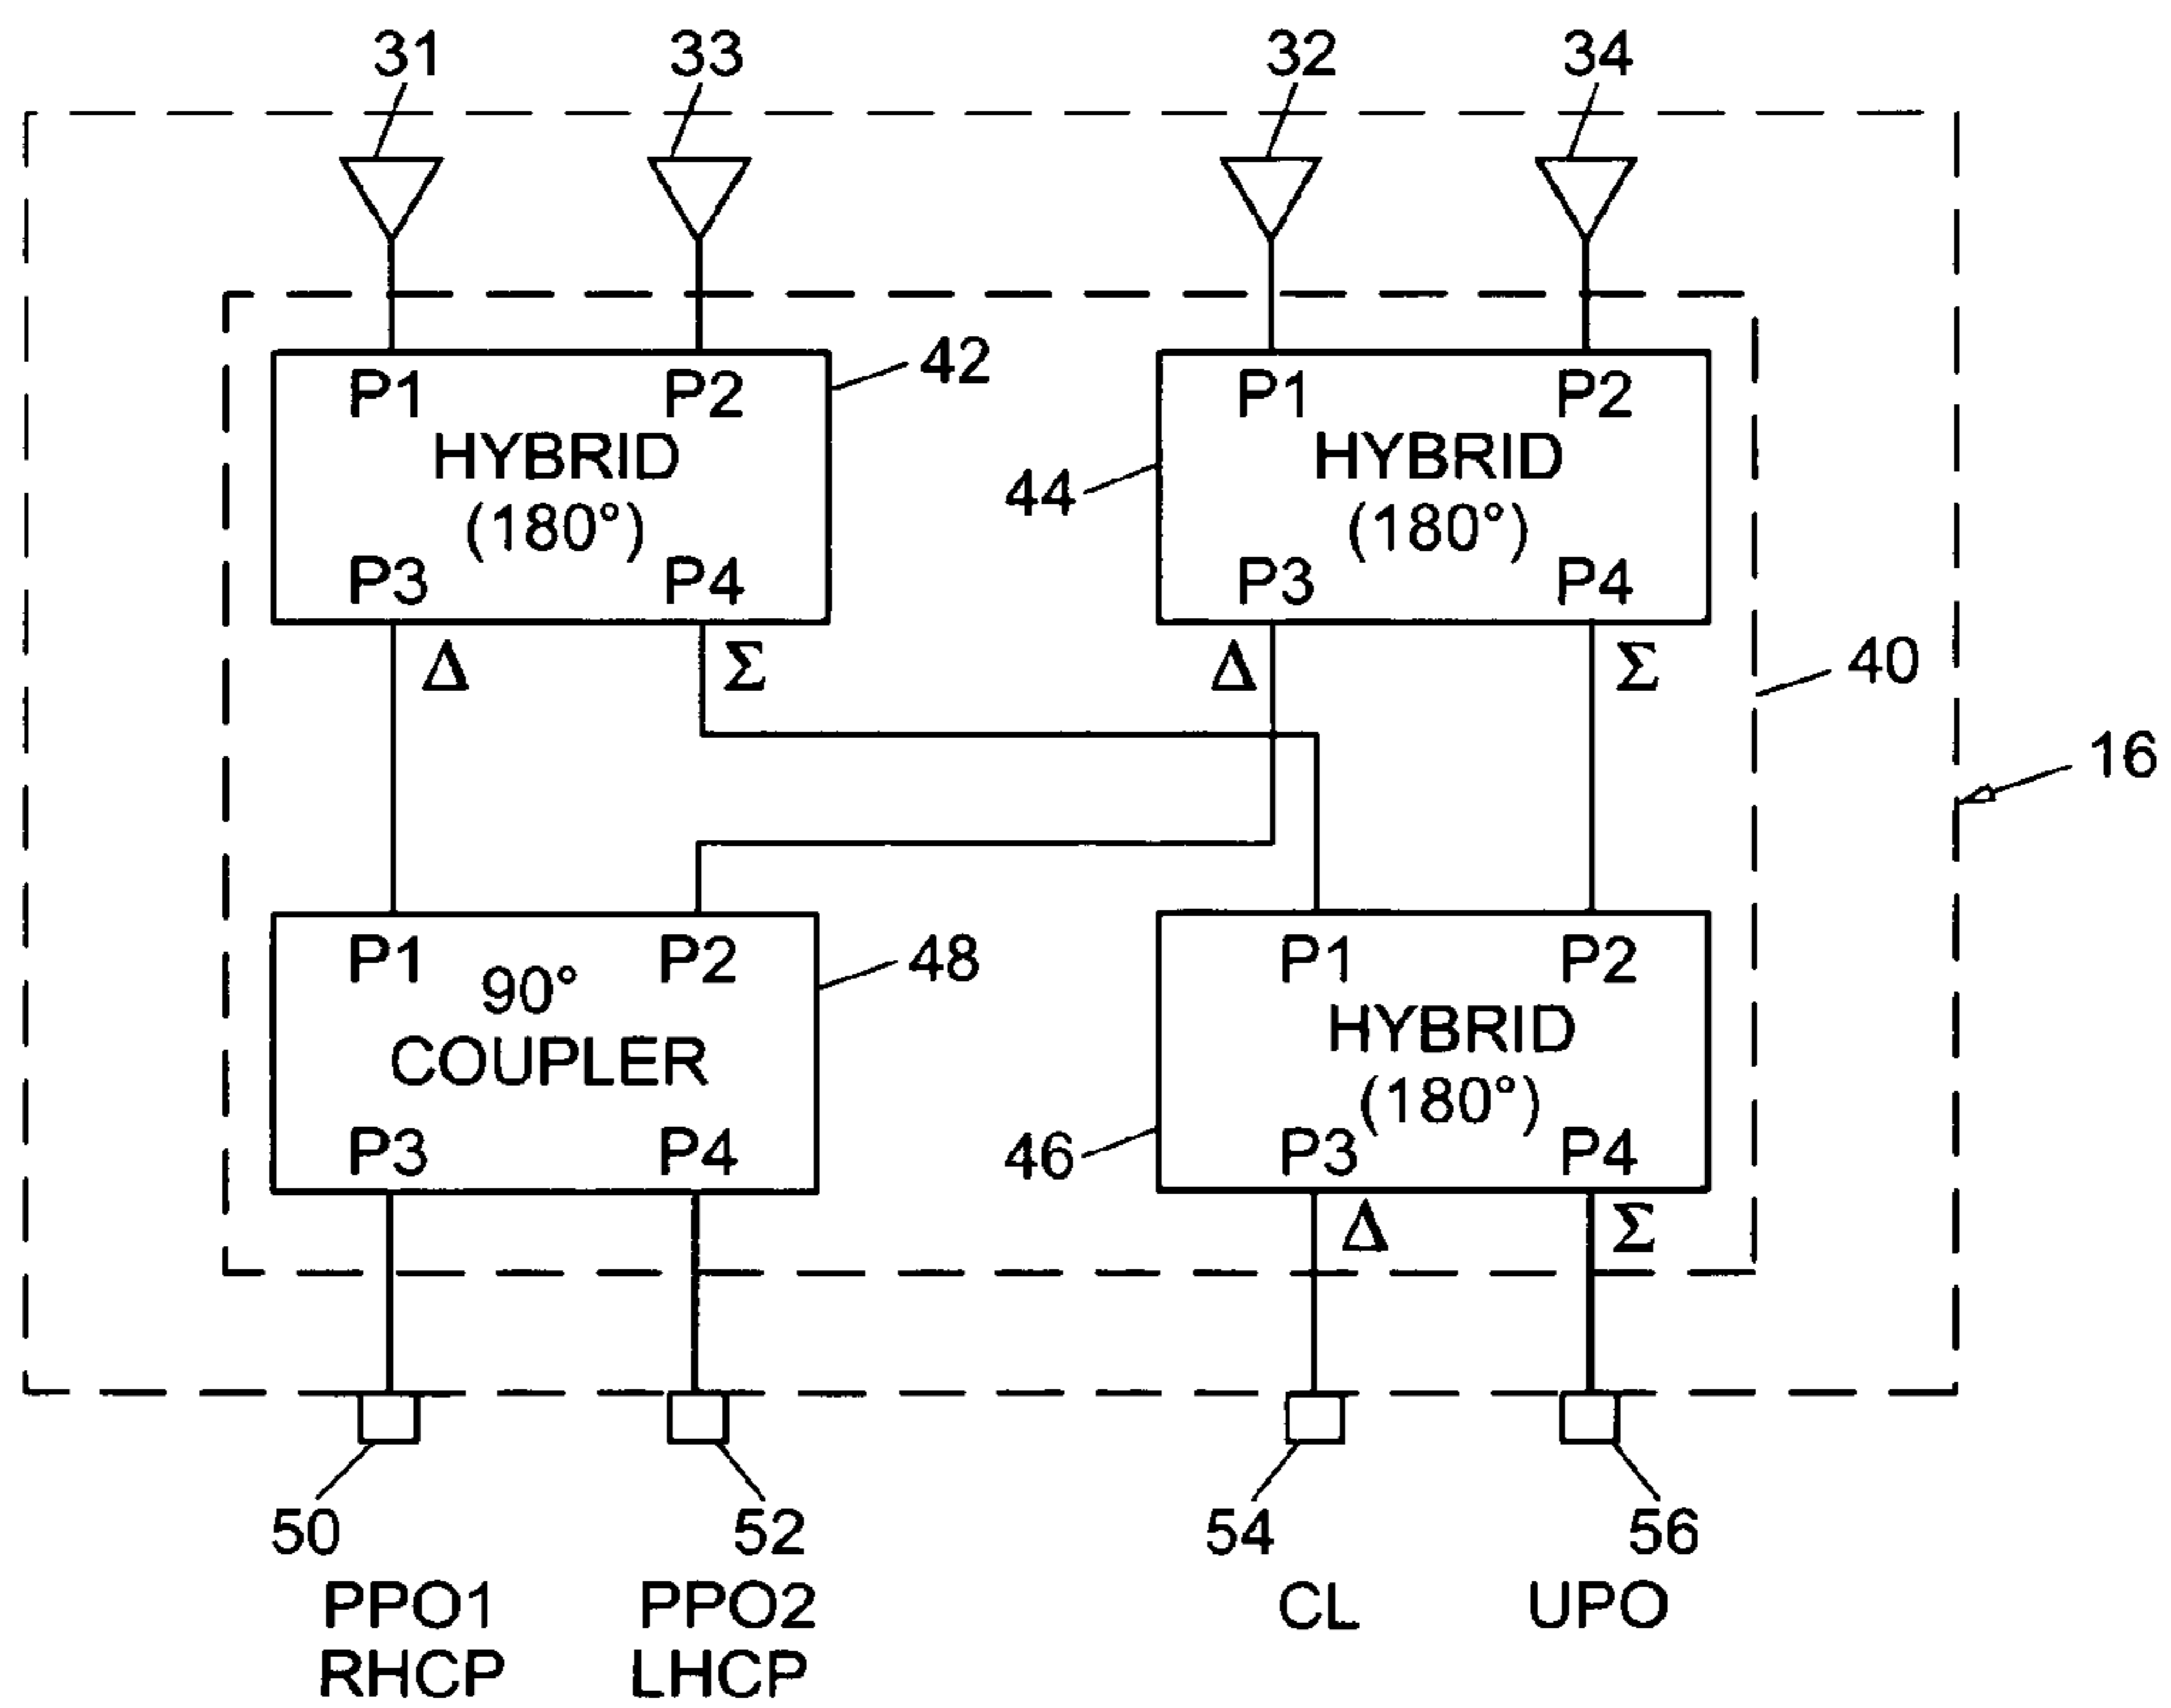 31 33 32 34
P1 P2 42 P1 P2
HYBRID HYBRID
(180°) 44 (180°)
P3 P4 P3 P4
Δ Σ Δ Σ 40
16
P1 P2 48 P1 P2
90° HYBRID
COUPLER (180°)
P3 P4 46 P3 P4
Δ Σ
50 52 54 56
PPO1 PPO2 CL UPO
RHCP LHCP